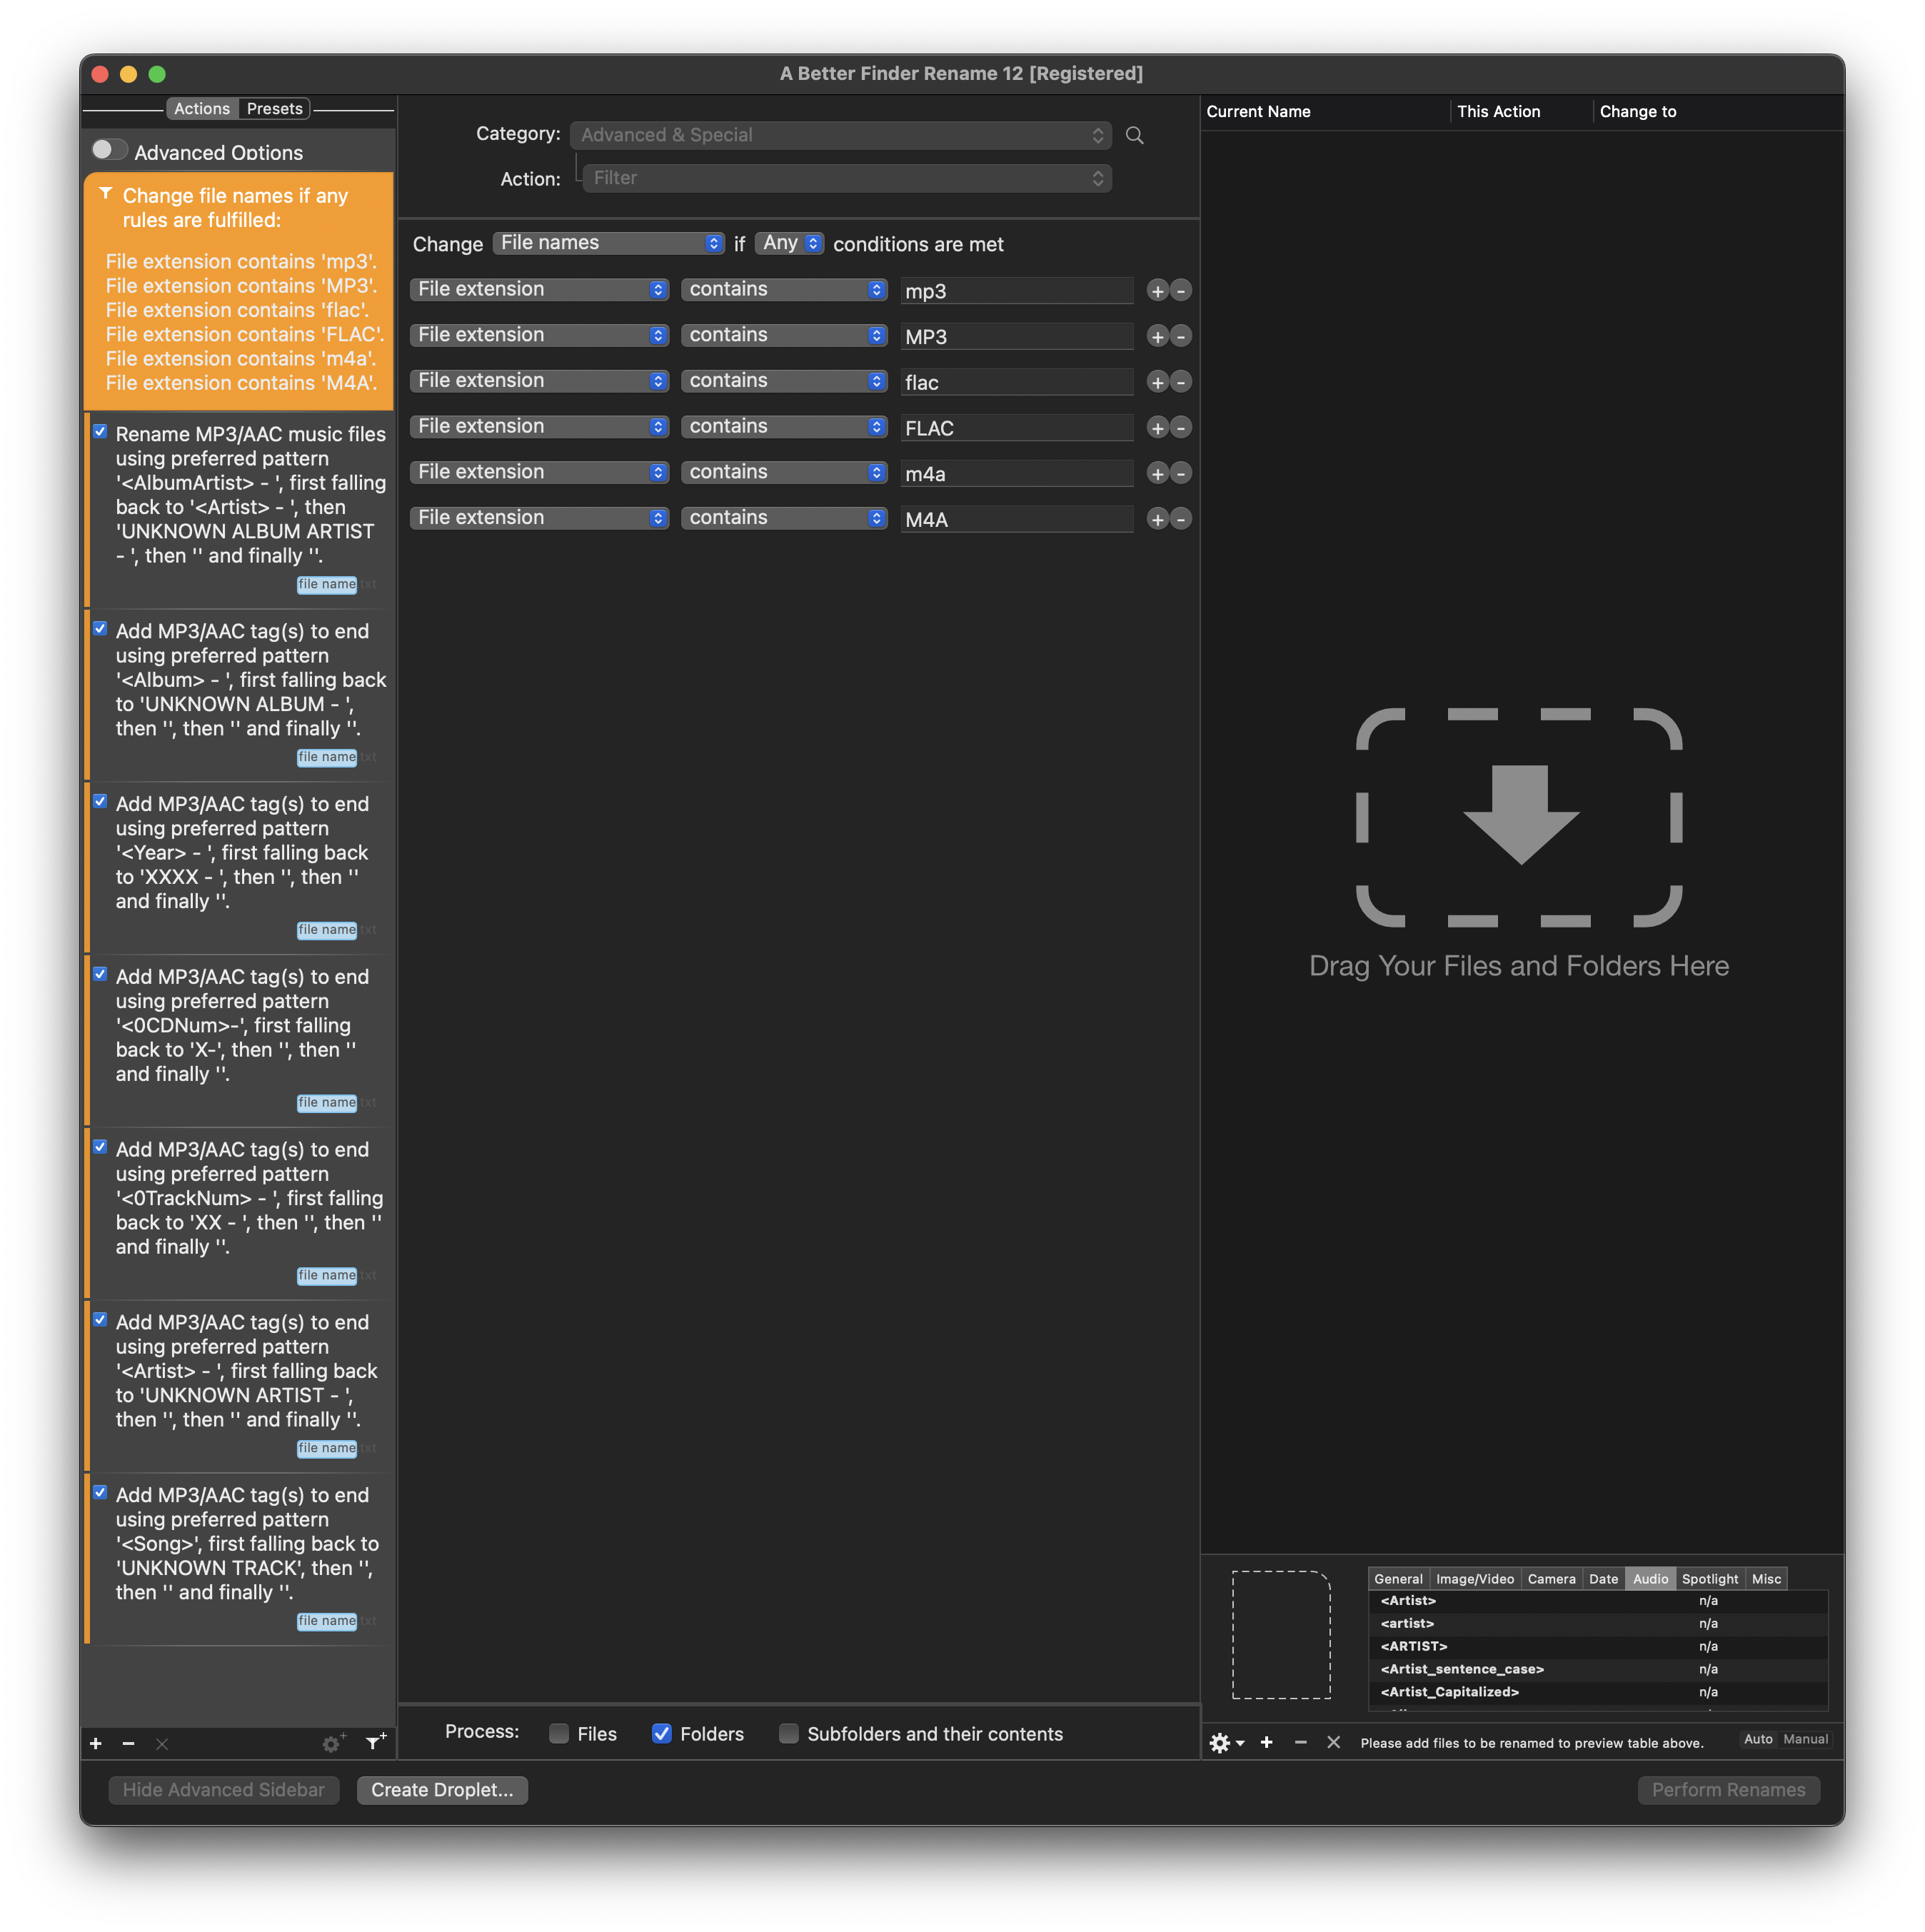 A Better Finder Rename 12 [Registered]
Actions Presets
Advanced Options
Change file names if any
rules are fulfilled:
File extension contains 'mp3'.
File extension contains 'MP3'.
File extension contains 'flac'.
File extension contains 'FLAC'.
File extension contains 'm4a'.
File extension contains 'M4A'.
Rename MP3/AAC music files
using preferred pattern
'<AlbumArtist> - ', first falling
back to '<Artist> - ', then
'UNKNOWN ALBUM ARTIST
- ', then '' and finally ''.
file name txt
Add MP3/AAC tag(s) to end
using preferred pattern
'<Album> - ', first falling back
to 'UNKNOWN ALBUM - ',
then '', then '' and finally ''.
file name txt
Add MP3/AAC tag(s) to end
using preferred pattern
'<Year> - ', first falling back
to 'XXXX - ', then '', then ''
and finally ''.
file name txt
Add MP3/AAC tag(s) to end
using preferred pattern
'<0CDNum>-', first falling
back to 'X-', then '', then ''
and finally ''.
file name txt
Add MP3/AAC tag(s) to end
using preferred pattern
'<0TrackNum> - ', first falling
back to 'XX - ', then '', then ''
and finally ''.
file name txt
Add MP3/AAC tag(s) to end
using preferred pattern
'<Artist> - ', first falling back
to 'UNKNOWN ARTIST - ',
then '', then '' and finally ''.
file name txt
Add MP3/AAC tag(s) to end
using preferred pattern
'<Song>', first falling back to
'UNKNOWN TRACK', then '',
then '' and finally ''.
file name txt
Category: Advanced & Special
Action: Filter
Change File names if Any conditions are met
File extension contains mp3
File extension contains MP3
File extension contains flac
File extension contains FLAC
File extension contains m4a
File extension contains M4A
Process: Files Folders Subfolders and their contents
Current Name This Action Change to
Drag Your Files and Folders Here
General Image/Video Camera Date Audio Spotlight Misc
<Artist> n/a
<artist> n/a
<ARTIST> n/a
<Artist_sentence_case> n/a
<Artist_Capitalized> n/a
Please add files to be renamed to preview table above. Auto Manual
Hide Advanced Sidebar Create Droplet... Perform Renames